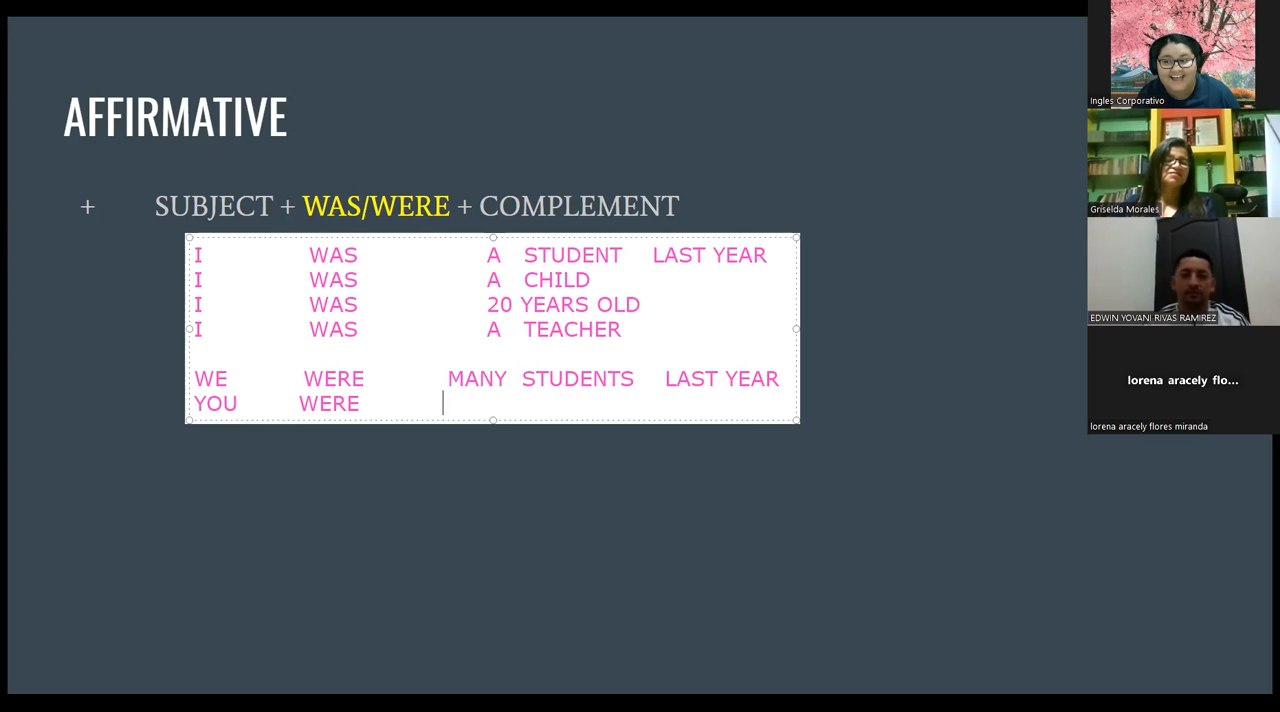 AFFIRMATIVE
+ SUBJECT + WAS/WERE + COMPLEMENT
I WAS A STUDENT LAST YEAR
I WAS A CHILD
I WAS 20 YEARS OLD
I WAS A TEACHER
WE WERE MANY STUDENTS LAST YEAR
YOU WERE
Ingles Corporativo
Griselda Morales
EDWIN YOVANI RIVAS RAMIREZ
lorena aracely flo...
lorena aracely flores miranda